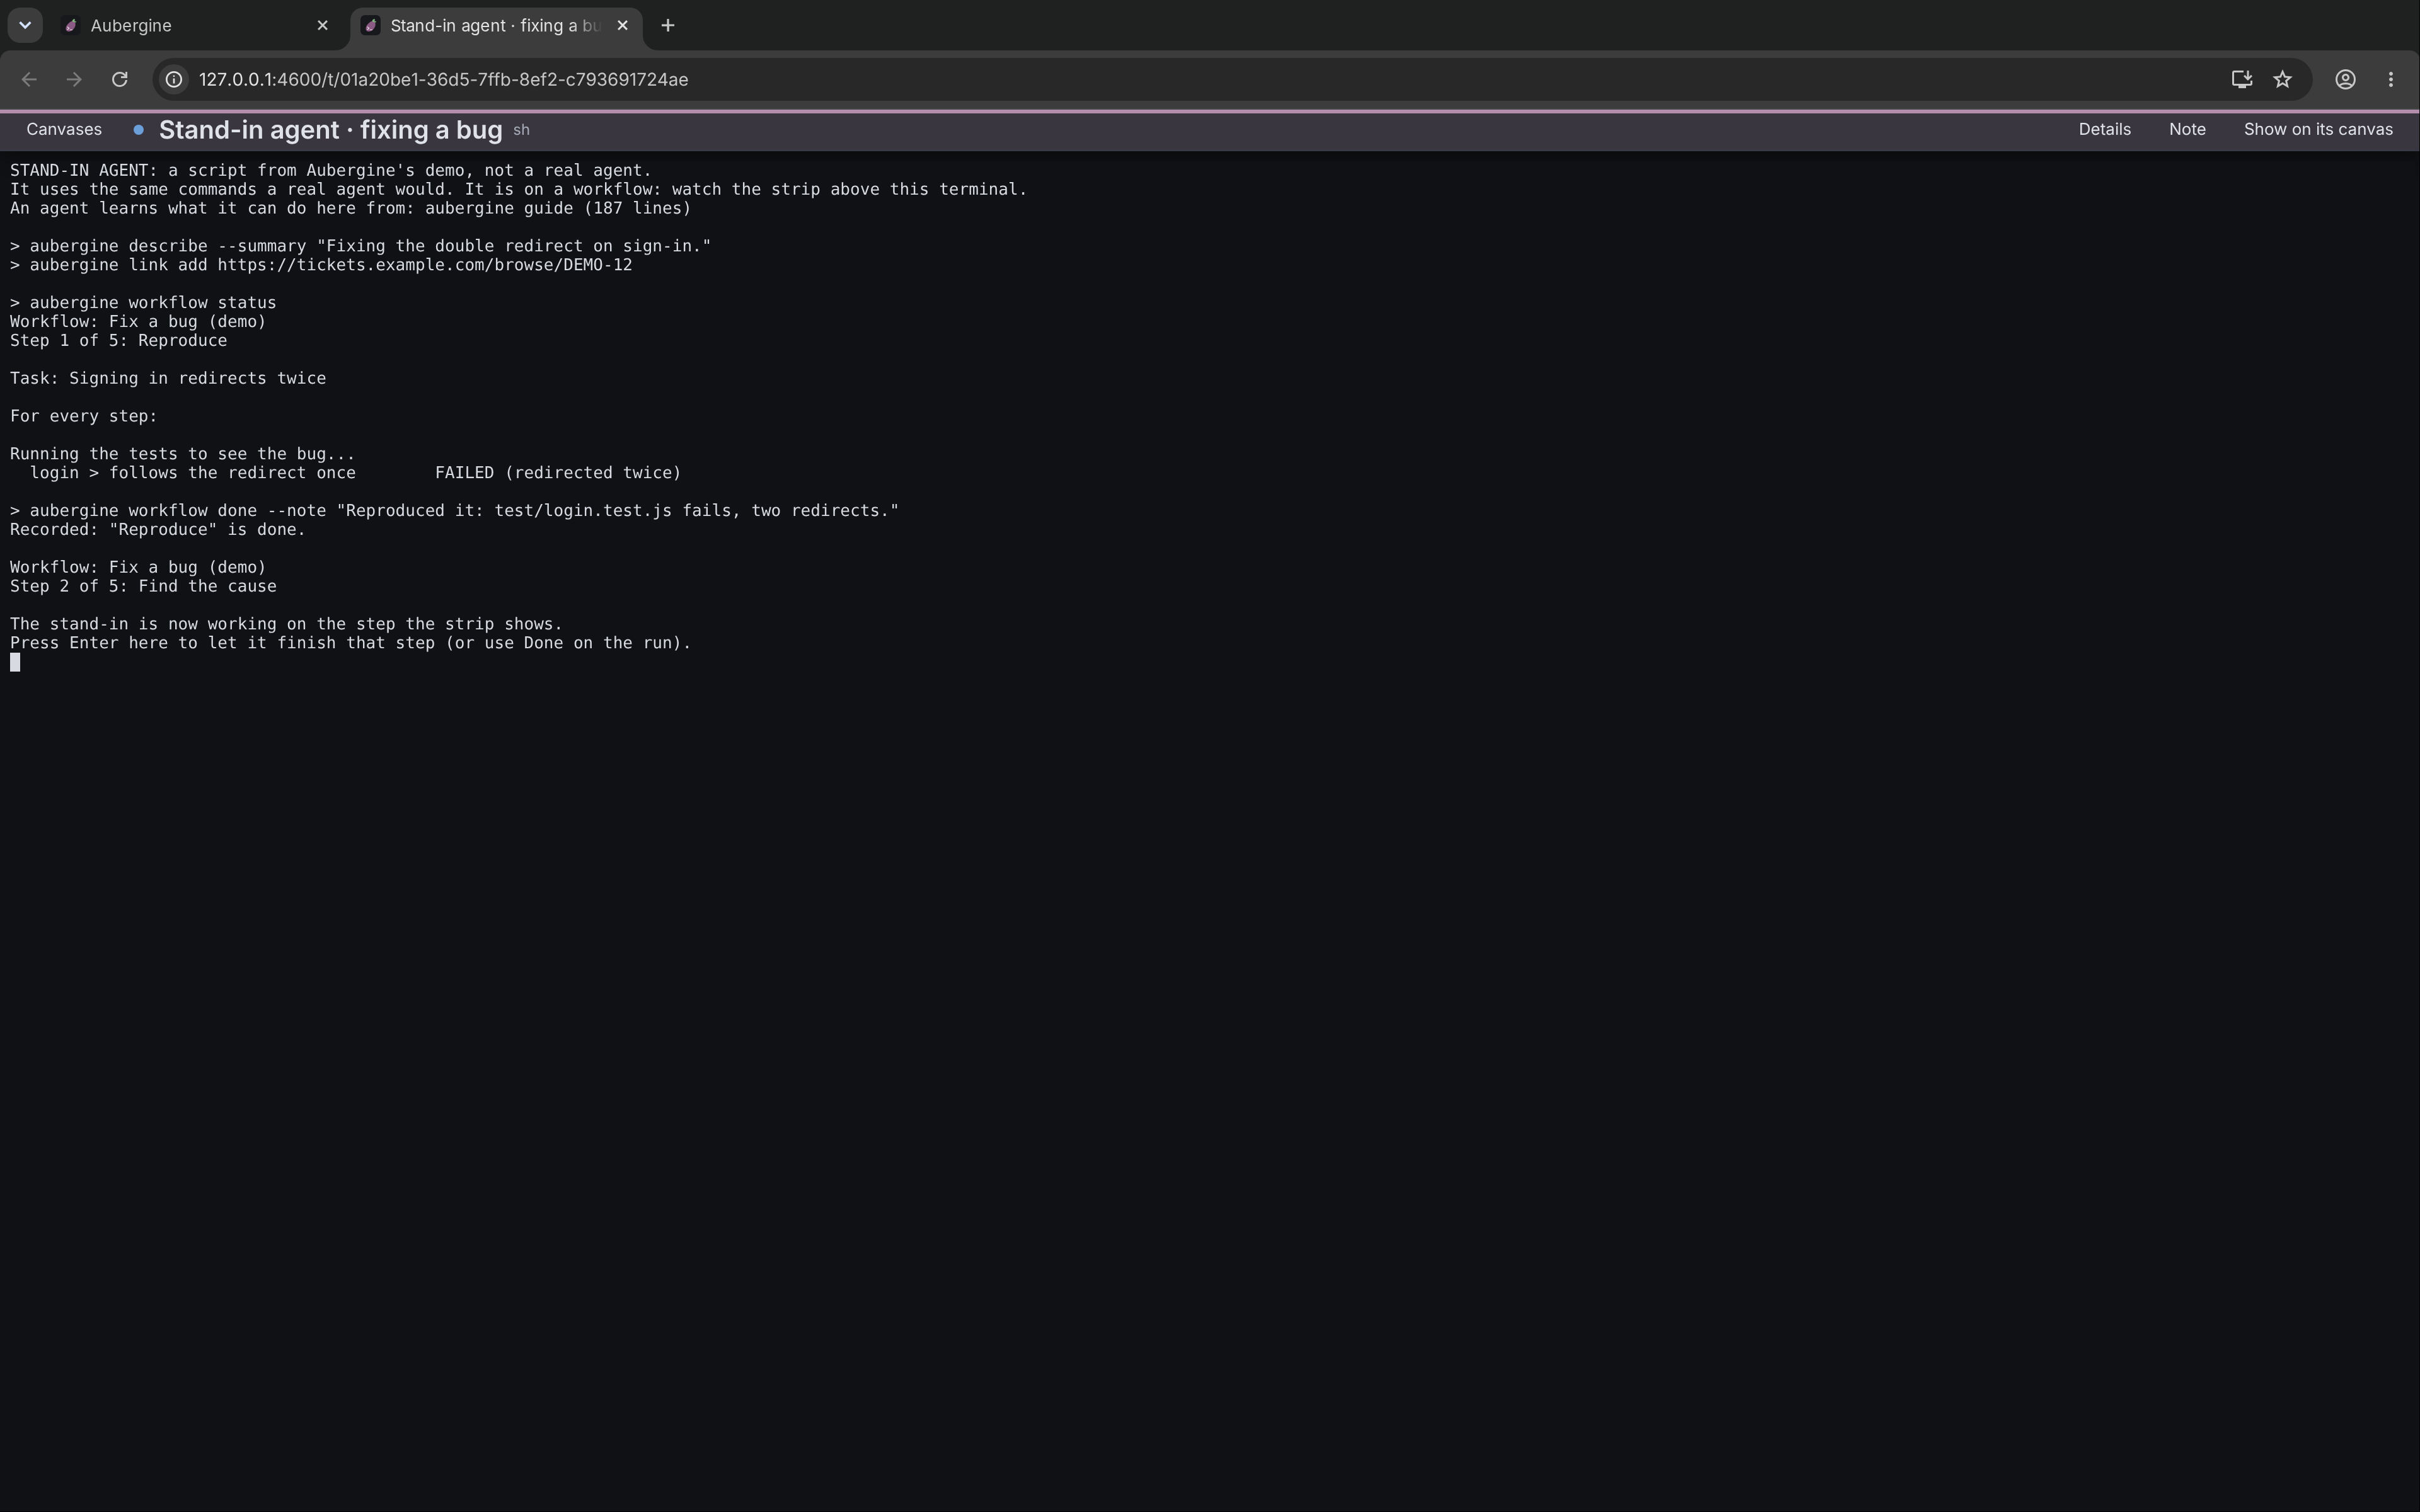 Aubergine
Stand-in agent · fixing a bu
127.0.0.1:4600/t/01a20be1-36d5-7ffb-8ef2-c793691724ae
Canvases
Stand-in agent · fixing a bug sh
Details Note Show on its canvas
STAND-IN AGENT: a script from Aubergine's demo, not a real agent.
It uses the same commands a real agent would. It is on a workflow: watch the strip above this terminal.
An agent learns what it can do here from: aubergine guide (187 lines)
> aubergine describe --summary "Fixing the double redirect on sign-in."
> aubergine link add https://tickets.example.com/browse/DEMO-12
> aubergine workflow status
Workflow: Fix a bug (demo)
Step 1 of 5: Reproduce
Task: Signing in redirects twice
For every step:
Running the tests to see the bug...
login > follows the redirect once FAILED (redirected twice)
> aubergine workflow done --note "Reproduced it: test/login.test.js fails, two redirects."
Recorded: "Reproduce" is done.
Workflow: Fix a bug (demo)
Step 2 of 5: Find the cause
The stand-in is now working on the step the strip shows.
Press Enter here to let it finish that step (or use Done on the run).